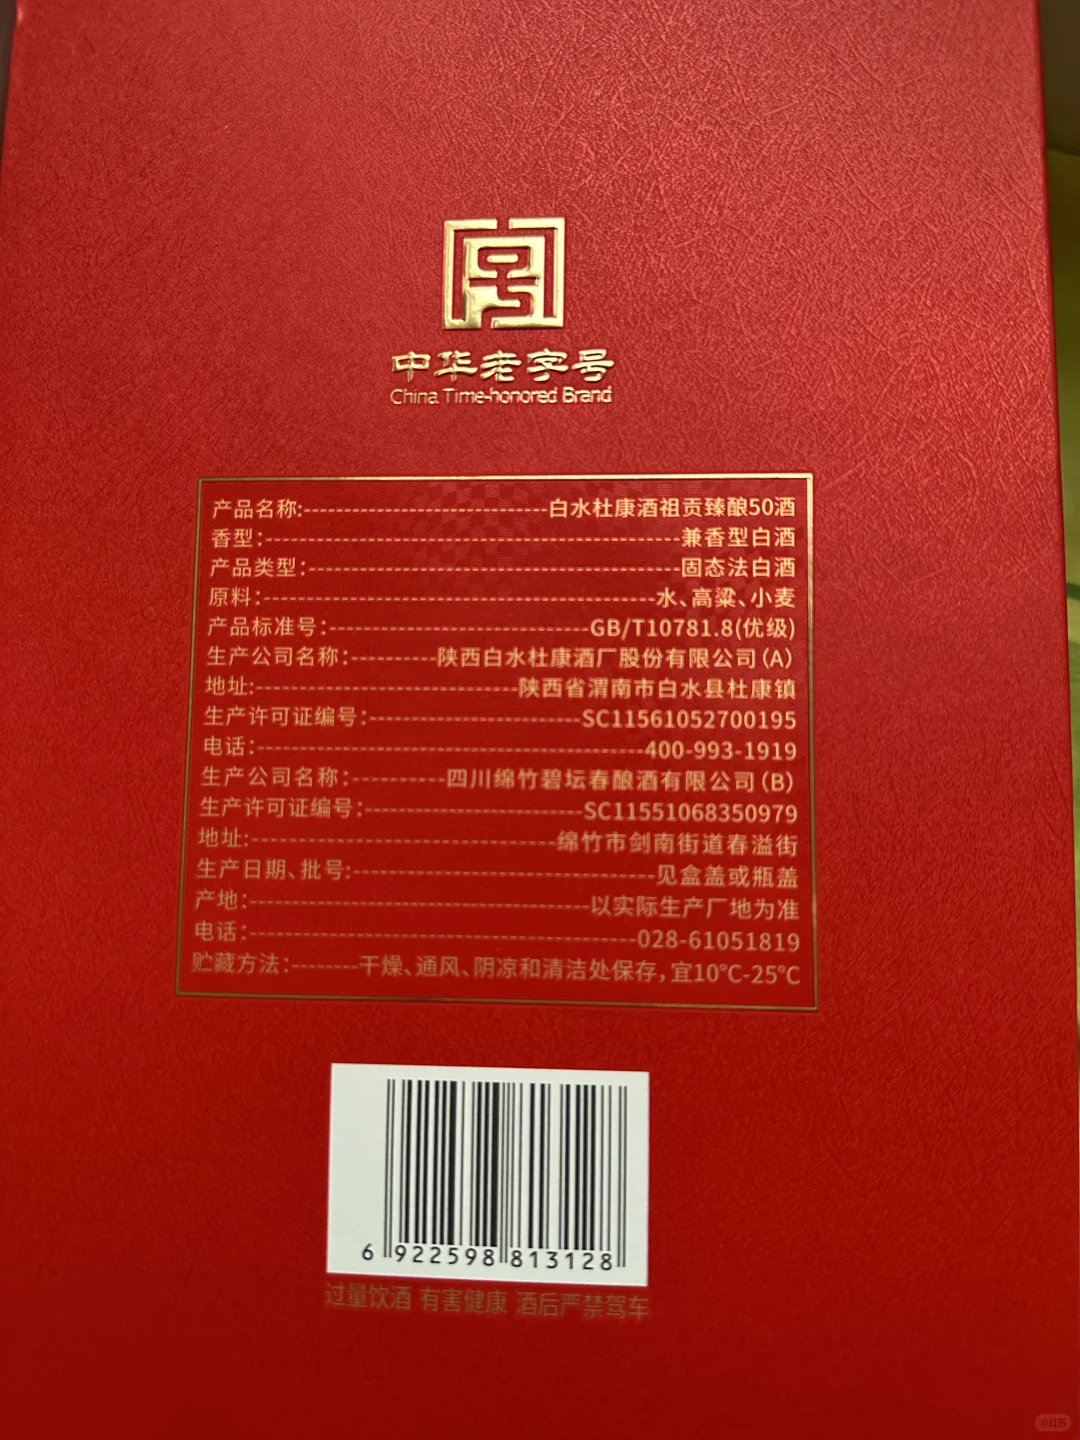 中华老字号
China Time-honored Brand
产品名称:-----------------------------白水杜康酒祖贡臻酿50酒
香型:--------------------------------------------------兼香型白酒
产品类型:--------------------------------------------固态法白酒
原料:-----------------------------------------------水、高粱、小麦
产品标准号:-------------------------------GB/T10781.8(优级)
生产公司名称:----------陕西白水杜康酒厂股份有限公司(A)
地址:-------------------------------陕西省渭南市白水县杜康镇
生产许可证编号:-------------------------SC11561052700195
电话:----------------------------------------------400-993-1919
生产公司名称:-----------四川绵竹碧坛春酿酒有限公司(B)
生产许可证编号:--------------------------SC11551068350979
地址:------------------------------------绵竹市剑南街道春溢街
生产日期、批号:------------------------------------见盒盖或瓶盖
产地:-----------------------------------------以实际生产厂地为准
电话:---------------------------------------------028-61051819
贮藏方法:--------干燥、通风、阴凉和清洁处保存,宜10℃-25℃
6 922598 813128
过量饮酒 有害健康 酒后严禁驾车
小红书